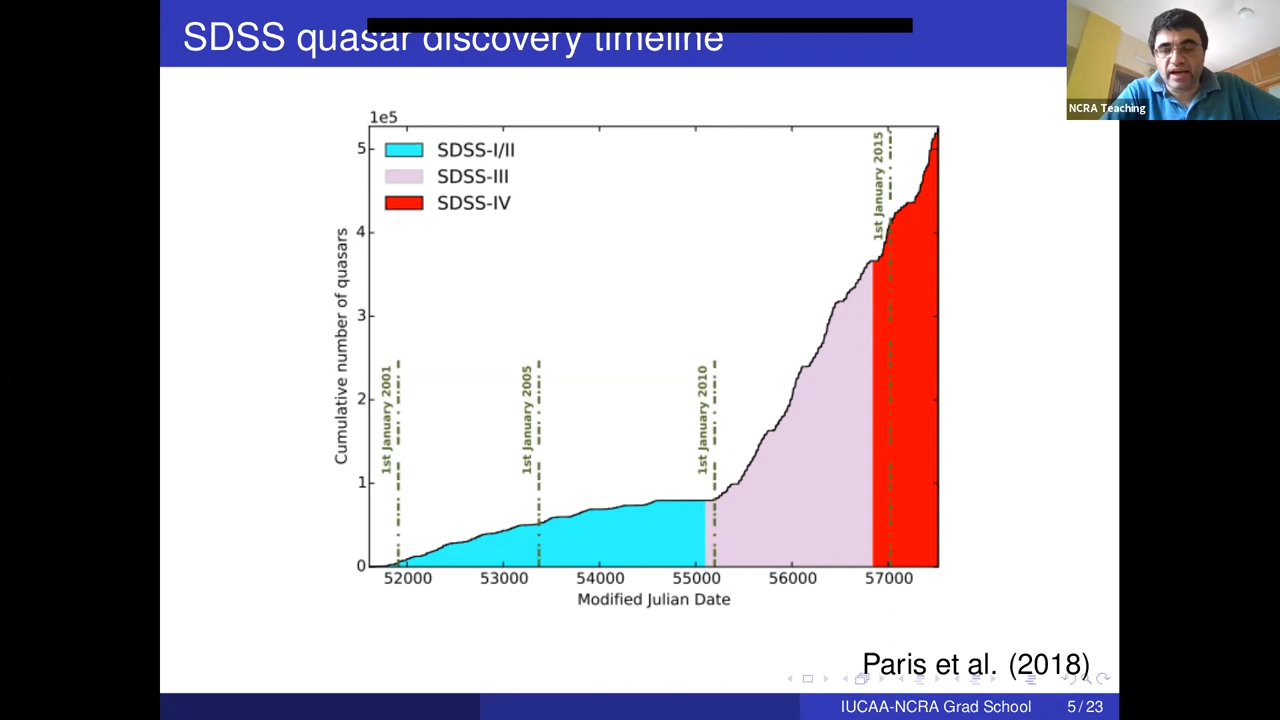 SDSS quasar discovery timeline
NCRA Teaching
1e5
SDSS-I/II
SDSS-III
SDSS-IV
5
4
3
2
1
0
Cumulative number of quasars
1st January 2001
1st January 2005
1st January 2010
1st January 2015
52000 53000 54000 55000 56000 57000
Modified Julian Date
Paris et al. (2018)
IUCAA-NCRA Grad School 5 / 23